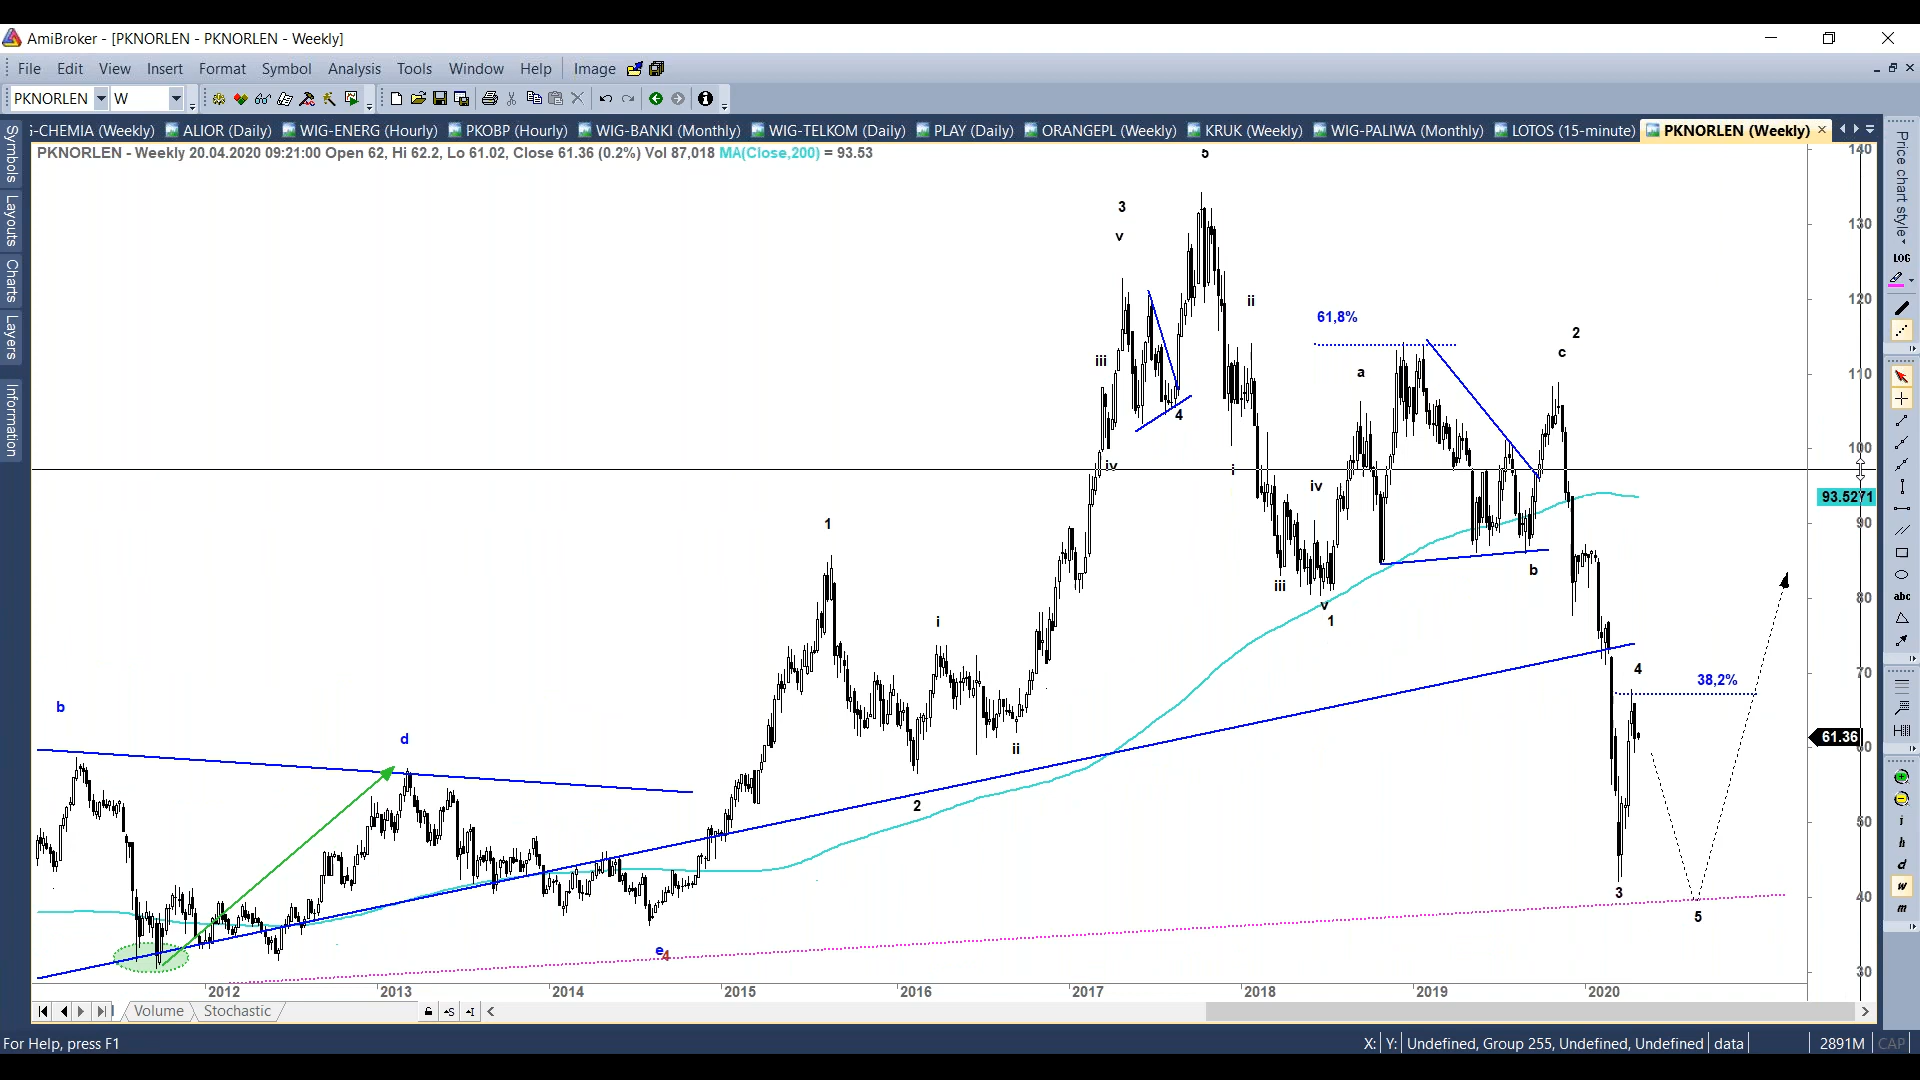 AmiBroker - [PKNORLEN - PKNORLEN - Weekly]
File Edit View Insert Format Symbol Analysis Tools Window Help Image
PKNORLEN W
G-CHEMIA (Weekly) ALIOR (Daily) WIG-ENERG (Hourly) PKOBP (Hourly) WIG-BANKI (Monthly) WIG-TELKOM (Daily) PLAY (Daily) ORANGEPL (Weekly) KRUK (Weekly) WIG-PALIWA (Monthly) LOTOS (15-minute) PKNORLEN (Weekly)
PKNORLEN - Weekly 20.04.2020 09:21:00 Open 62, Hi 62.2, Lo 61.02, Close 61.36 (0.2%) Vol 87,018 MA(Close,200) = 93.53
Symbols
Layouts
Charts
Layers
Information
Price chart style
LOG
abc
i
h
d
w
m
140
130
120
110
100
93.5271
90
80
70
61.36
60
50
40
30
5
3
v
ii
61,8%
2
c
iii
a
4
iv
i
iv
1
b
iii
v
1
i
4
38,2%
b
d
ii
2
3
5
e
4
2012 2013 2014 2015 2016 2017 2018 2019 2020
Volume Stochastic
For Help, press F1
X: Y: Undefined, Group 255, Undefined, Undefined, Undefined data 2891M CAP